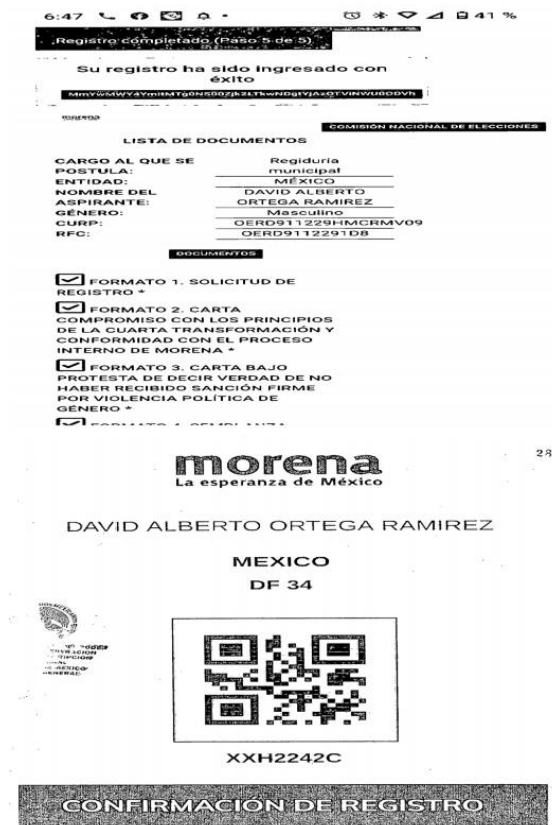 6:47
41 %
Registro completado (Paso 5 de 5)
Su registro ha sido ingresado con
éxito
morena
COMISIÓN NACIONAL DE ELECCIONES
LISTA DE DOCUMENTOS
CARGO AL QUE SE
POSTULA:
Regiduría
municipal
ENTIDAD: MÉXICO
NOMBRE DEL
ASPIRANTE:
DAVID ALBERTO
ORTEGA RAMIREZ
GÉNERO: Masculino
CURP: OERD911229HMCRMV09
RFC: OERD9112291D8
DOCUMENTOS
FORMATO 1. SOLICITUD DE
REGISTRO *
FORMATO 2. CARTA
COMPROMISO CON LOS PRINCIPIOS
DE LA CUARTA TRANSFORMACIÓN Y
CONFORMIDAD CON EL PROCESO
INTERNO DE MORENA *
FORMATO 3. CARTA BAJO
PROTESTA DE DECIR VERDAD DE NO
HABER RECIBIDO SANCIÓN FIRME
POR VIOLENCIA POLÍTICA DE
GÉNERO *
28
morena
La esperanza de México
DAVID ALBERTO ORTEGA RAMIREZ
MEXICO
DF 34
XXH2242C
CONFIRMACIÓN DE REGISTRO